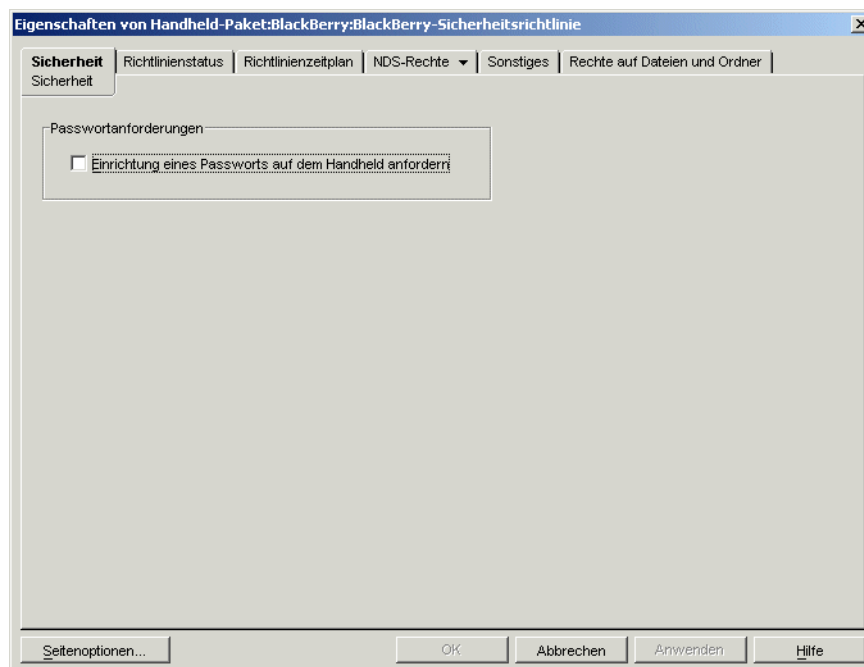 Eigenschaften von Handheld-Paket:BlackBerry:BlackBerry-Sicherheitsrichtlinie
Sicherheit Richtlinienstatus Richtlinienzeitplan NDS-Rechte Sonstiges Rechte auf Dateien und Ordner
Sicherheit
Passwortanforderungen
Einrichtung eines Passworts auf dem Handheld anfordern
Seitenoptionen... OK Abbrechen Anwenden Hilfe